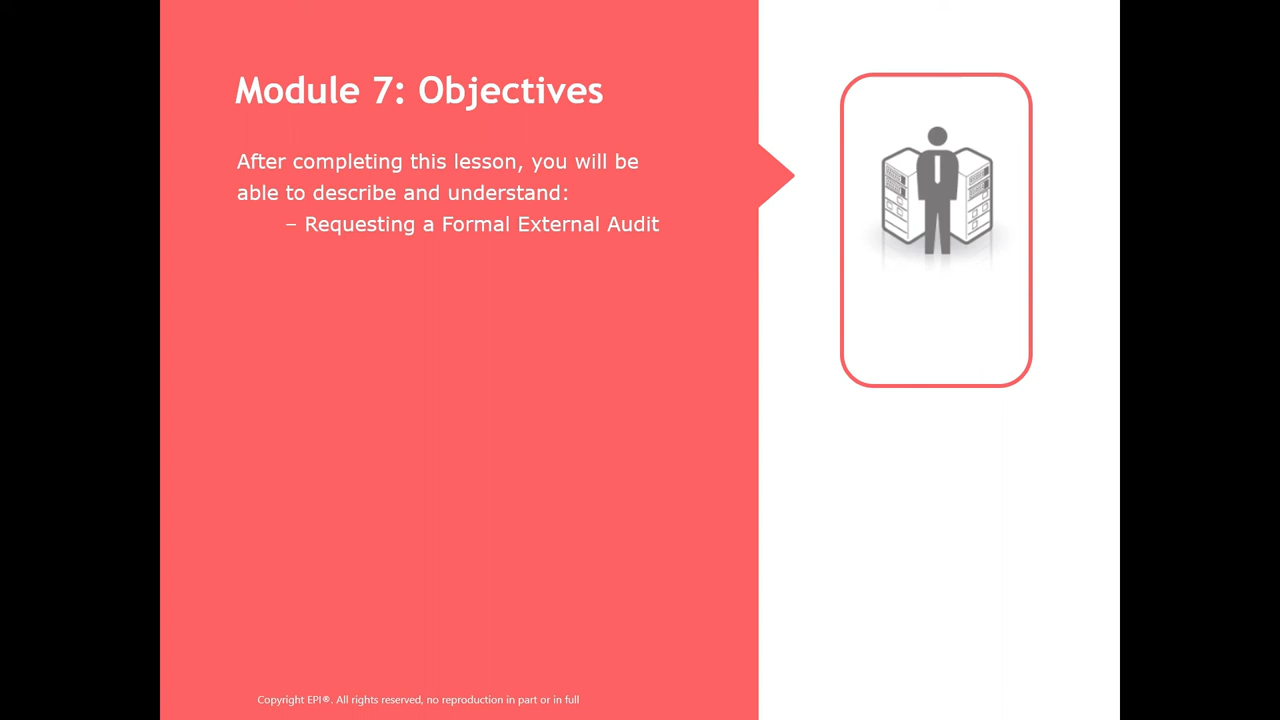 Module 7: Objectives
After completing this lesson, you will be
able to describe and understand:
– Requesting a Formal External Audit
Copyright EPI®. All rights reserved, no reproduction in part or in full